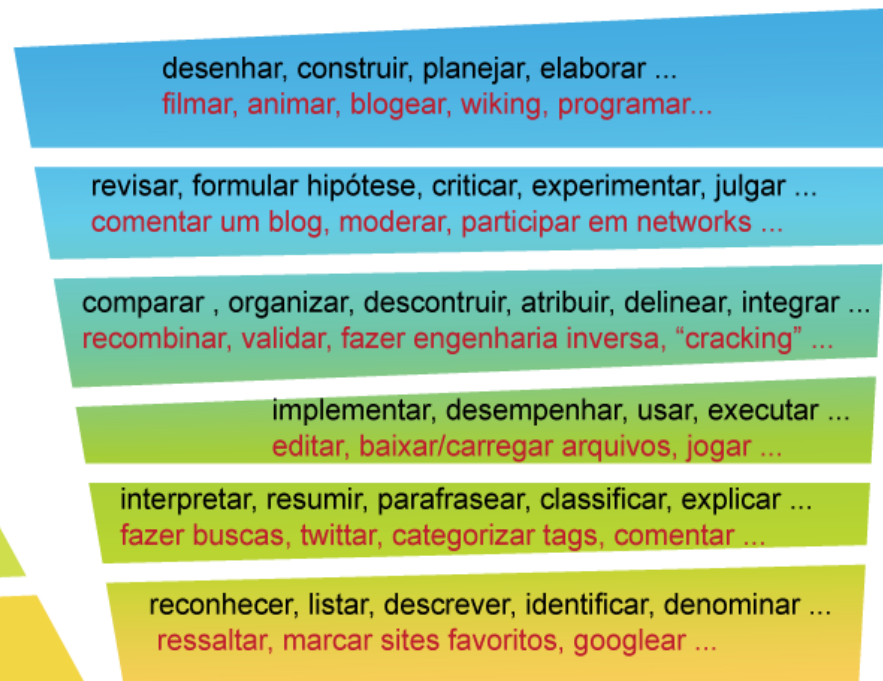 desenhar, construir, planejar, elaborar ...
filmar, animar, blogear, wiking, programar...
revisar, formular hipótese, criticar, experimentar, julgar ...
comentar um blog, moderar, participar em networks ...
comparar , organizar, descontruir, atribuir, delinear, integrar ...
recombinar, validar, fazer engenharia inversa, “cracking” ...
implementar, desempenhar, usar, executar ...
editar, baixar/carregar arquivos, jogar ...
interpretar, resumir, parafrasear, classificar, explicar ...
fazer buscas, twittar, categorizar tags, comentar ...
reconhecer, listar, descrever, identificar, denominar ...
ressaltar, marcar sites favoritos, googlear ...